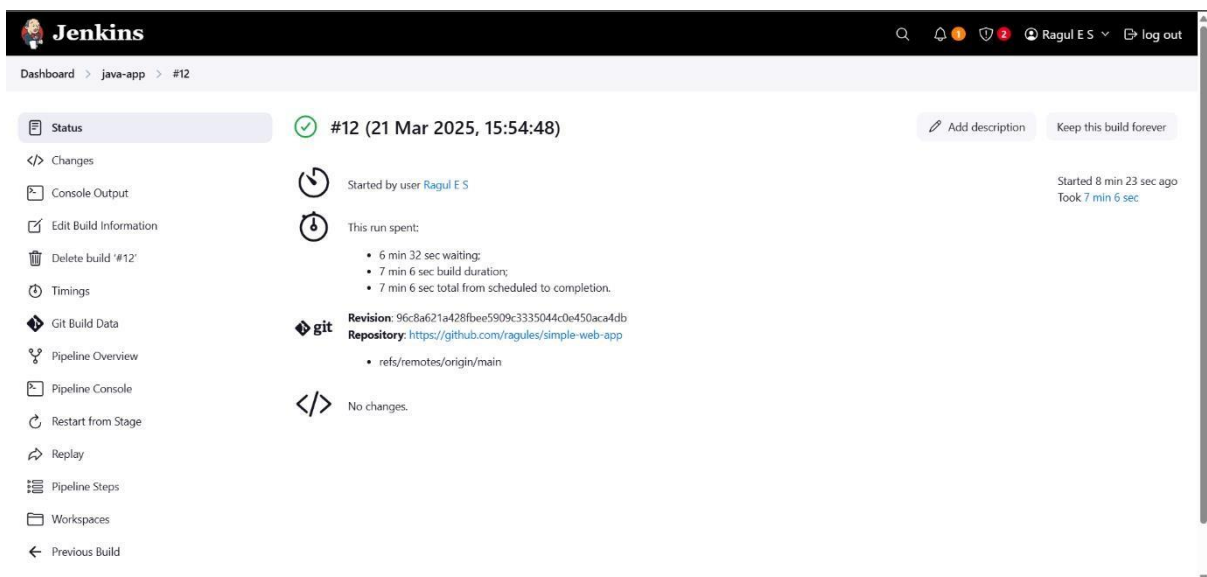 Jenkins
1
2
Ragul E S
log out
Dashboard > java-app > #12
Status
Changes
Console Output
Edit Build Information
Delete build '#12'
Timings
Git Build Data
Pipeline Overview
Pipeline Console
Restart from Stage
Replay
Pipeline Steps
Workspaces
Previous Build
#12 (21 Mar 2025, 15:54:48)
Add description
Keep this build forever
Started by user Ragul E S
Started 8 min 23 sec ago
Took 7 min 6 sec
This run spent:
• 6 min 32 sec waiting;
• 7 min 6 sec build duration;
• 7 min 6 sec total from scheduled to completion.
git
Revision: 96c8a621a428fbee5909c3335044c0e450aca4db
Repository: https://github.com/ragules/simple-web-app
• refs/remotes/origin/main
No changes.